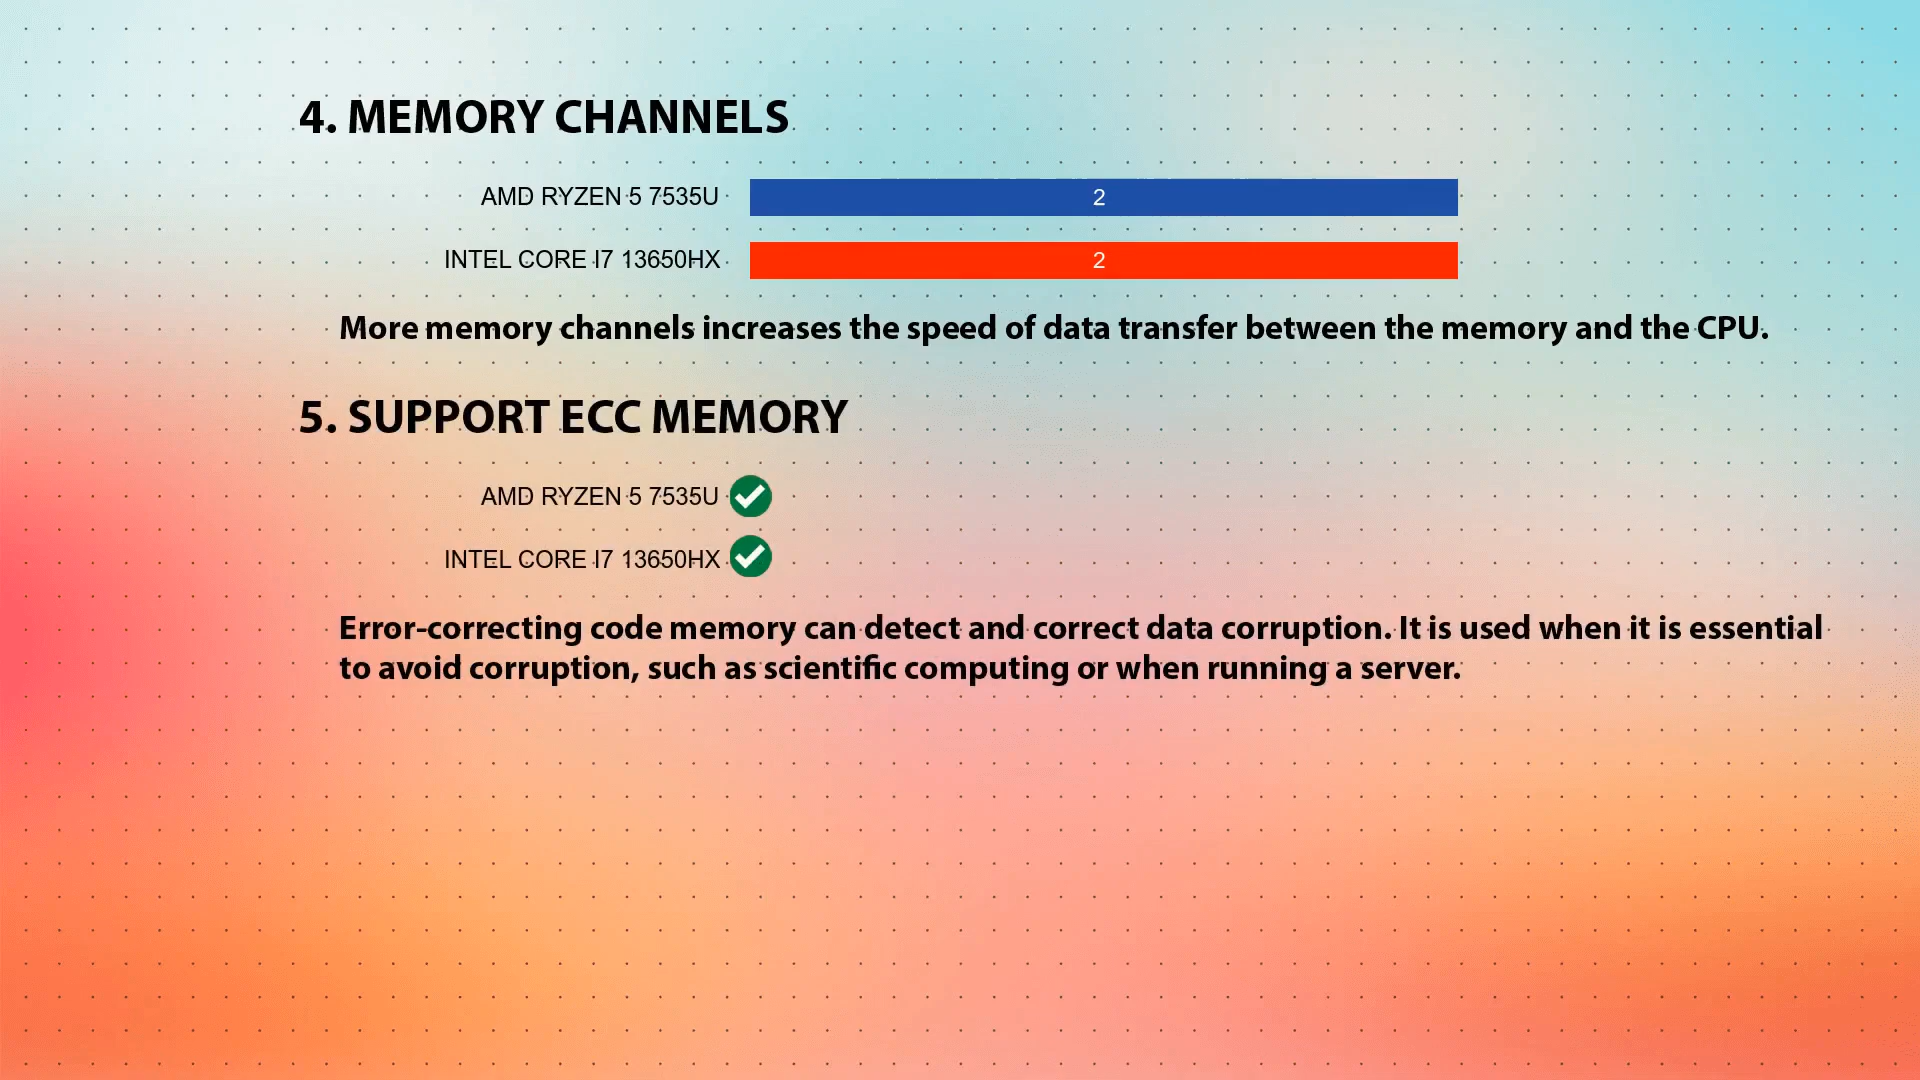 4. MEMORY CHANNELS
AMD RYZEN 5 7535U
2
INTEL CORE I7 13650HX
2
More memory channels increases the speed of data transfer between the memory and the CPU.
5. SUPPORT ECC MEMORY
AMD RYZEN 5 7535U
INTEL CORE I7 13650HX
Error-correcting code memory can detect and correct data corruption. It is used when it is essential
to avoid corruption, such as scientific computing or when running a server.